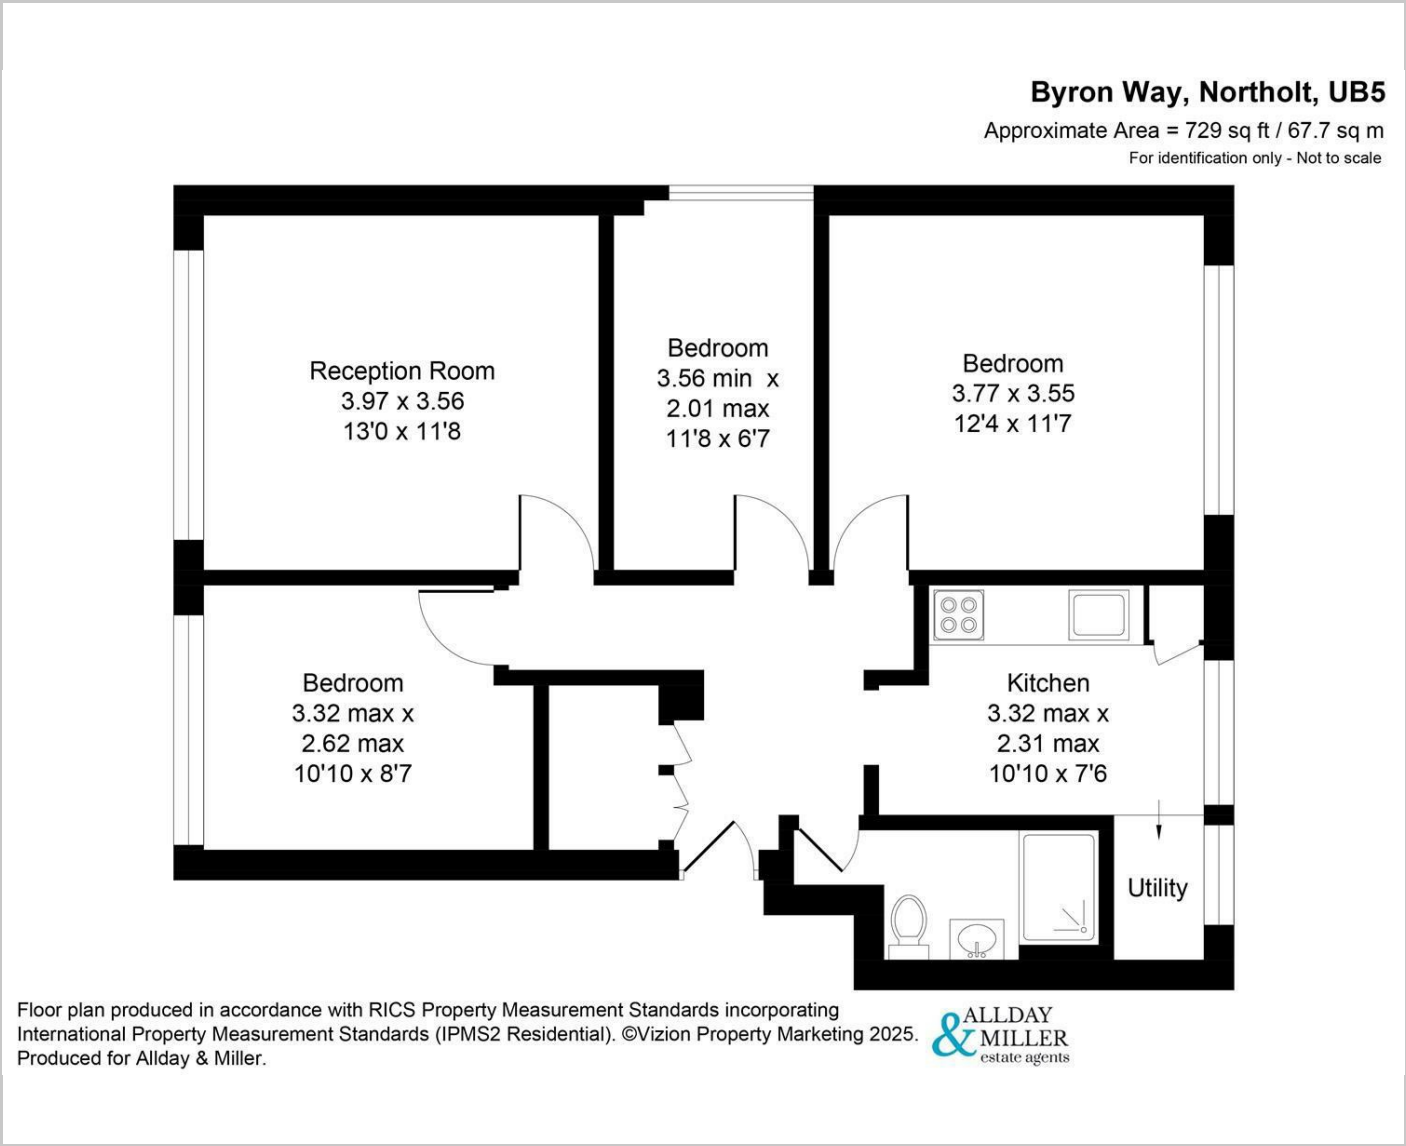 Byron Way, Northolt, UB5
Approximate Area = 729 sq ft / 67.7 sq m
For identification only - Not to scale
Reception Room
3.97 x 3.56
13'0 x 11'8
Bedroom
3.56 min x
2.01 max
11'8 x 6'7
Bedroom
3.77 x 3.55
12'4 x 11'7
Bedroom
3.32 max x
2.62 max
10'10 x 8'7
Kitchen
3.32 max x
2.31 max
10'10 x 7'6
Utility
Floor plan produced in accordance with RICS Property Measurement Standards incorporating
International Property Measurement Standards (IPMS2 Residential). ©Vizion Property Marketing 2025.
Produced for Allday & Miller.
ALLDAY
& MILLER
estate agents